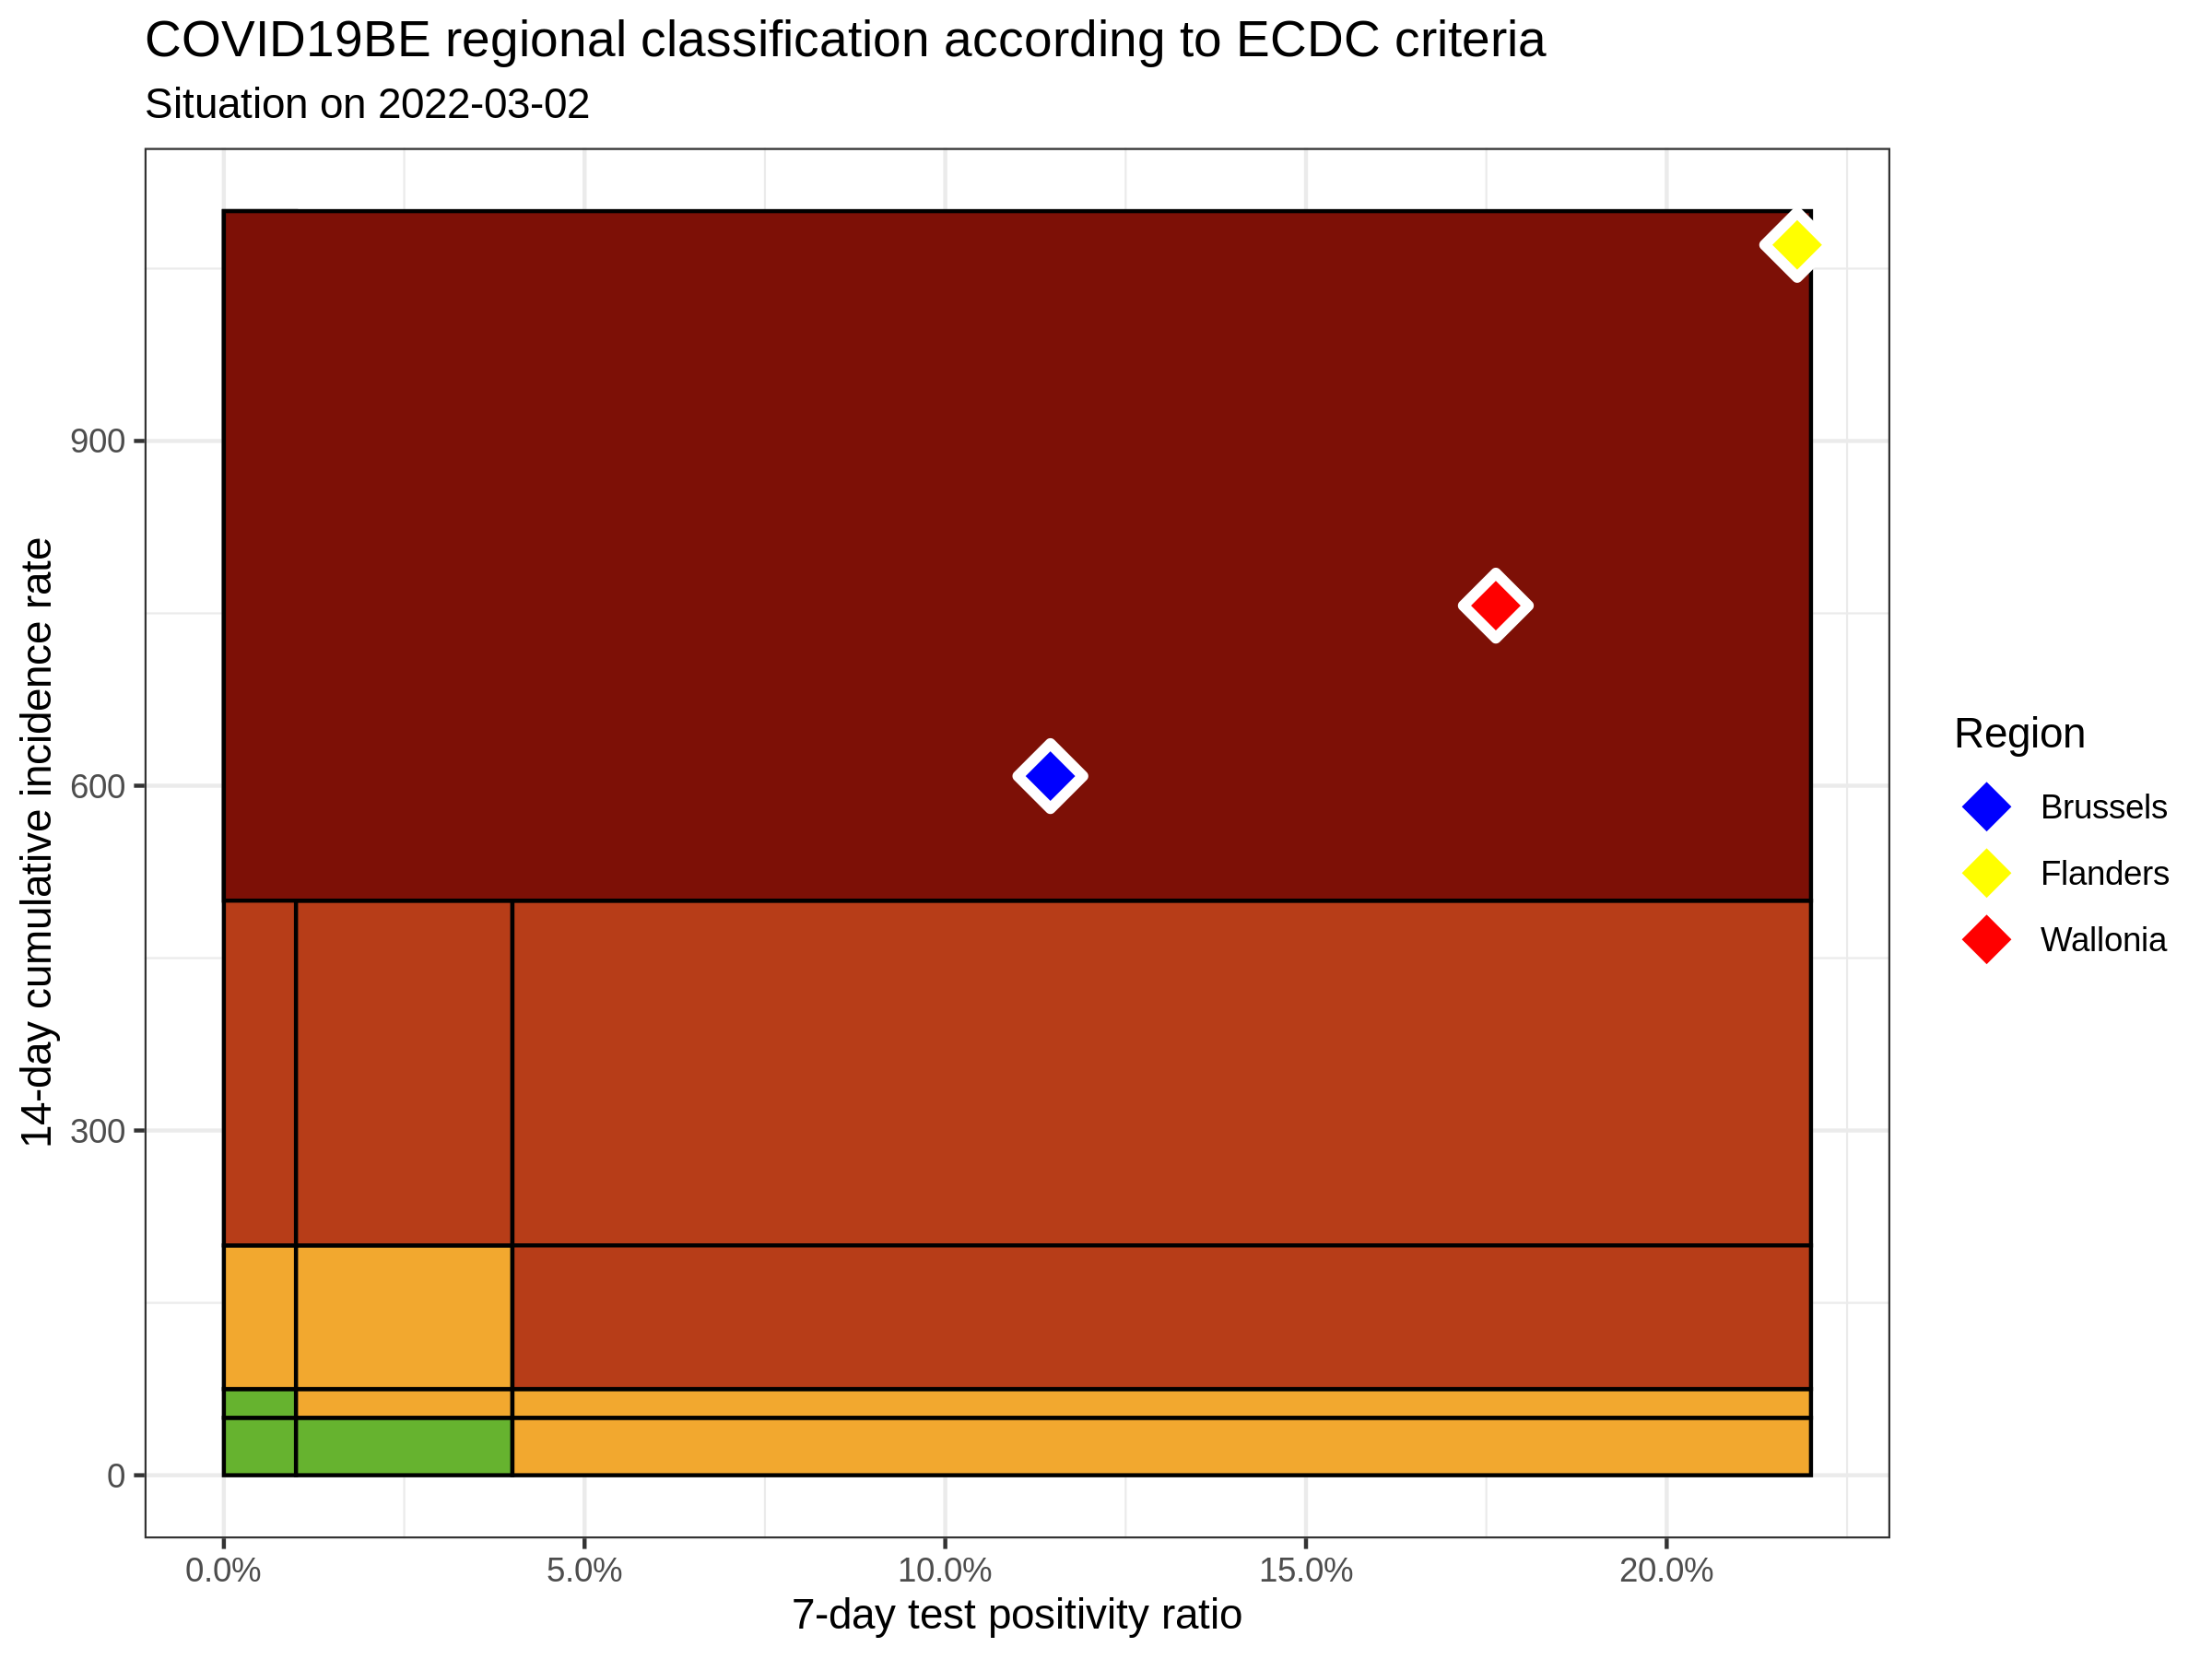 COVID19BE regional classification according to ECDC criteria
Situation on 2022-03-02
14-day cumulative incidence rate
900
600
300
0
0.0%
5.0%
10.0%
15.0%
20.0%
7-day test positivity ratio
Region
Brussels
Flanders
Wallonia